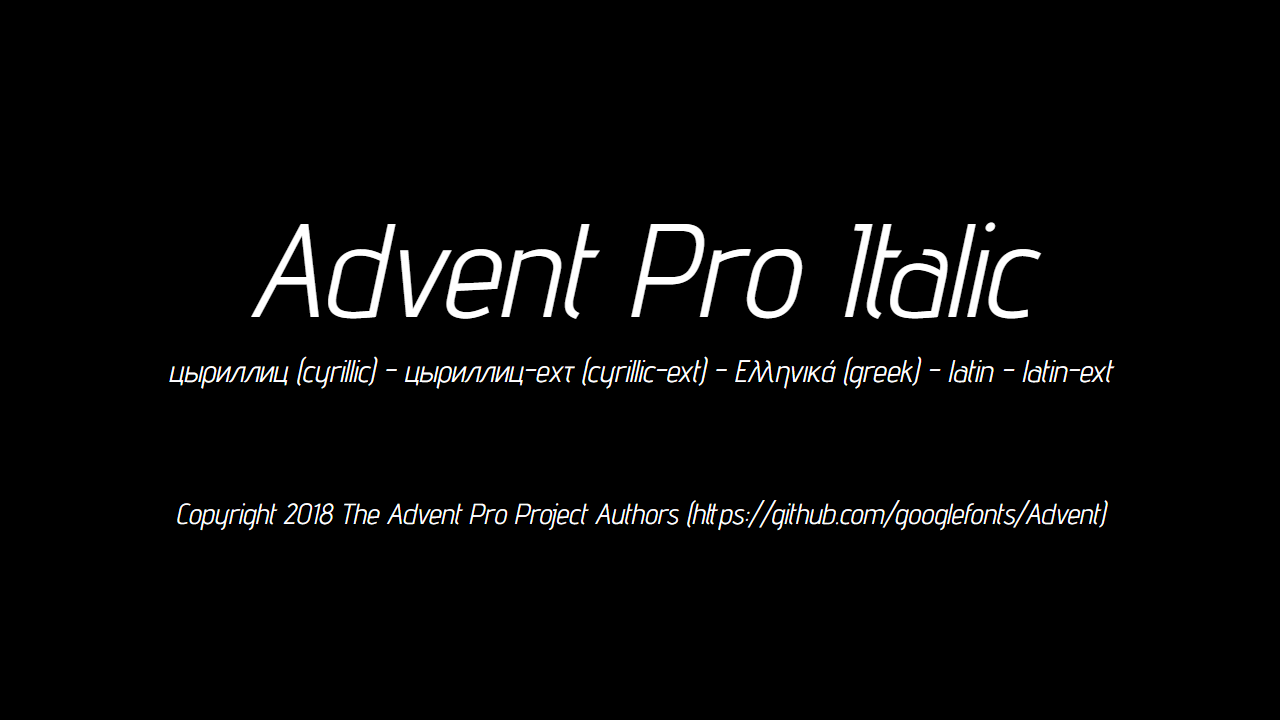 Advent Pro Italic
цыриллиц (cyrillic) - цыриллиц-ехт (cyrillic-ext) - Ελληνικά (greek) - latin - latin-ext
Copyright 2018 The Advent Pro Project Authors (https://github.com/googlefonts/Advent)